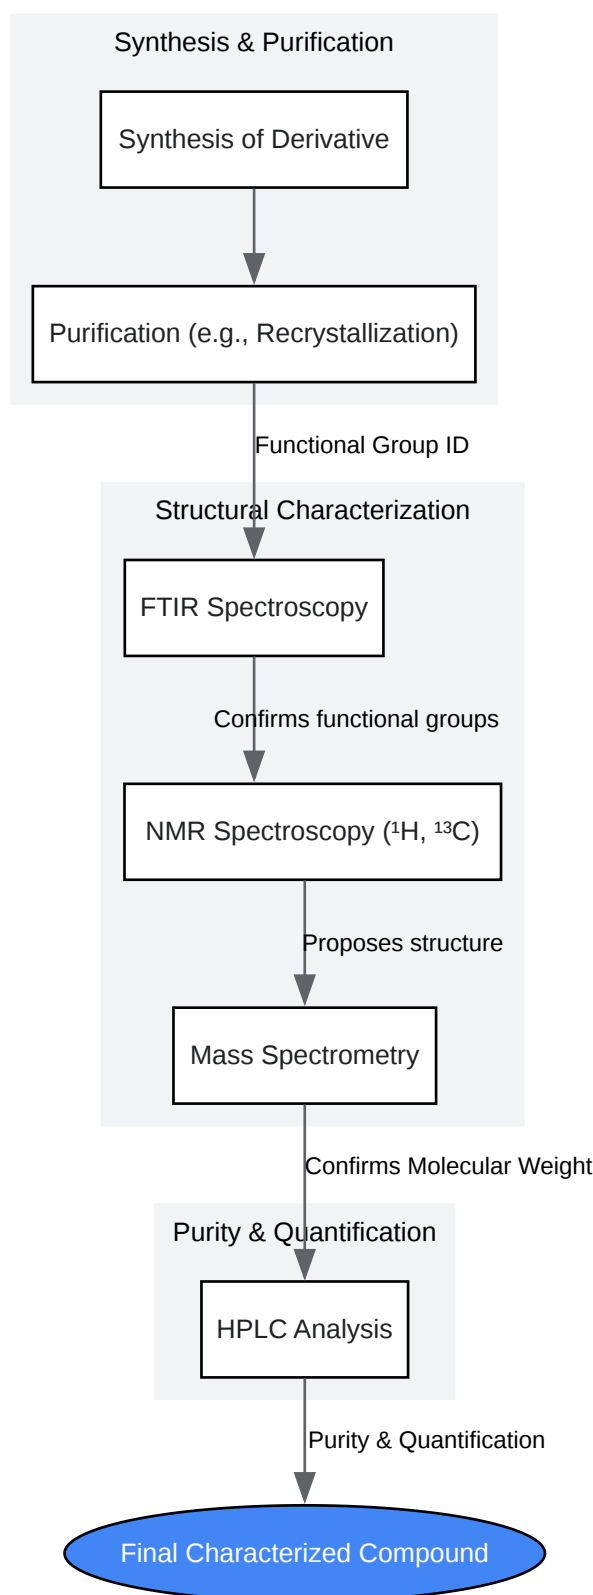 Synthesis & Purification
Synthesis of Derivative
Purification (e.g., Recrystallization)
Functional Group ID
Structural Characterization
FTIR Spectroscopy
Confirms functional groups
NMR Spectroscopy (¹H, ¹³C)
Proposes structure
Mass Spectrometry
Confirms Molecular Weight
Purity & Quantification
HPLC Analysis
Purity & Quantification
Final Characterized Compound